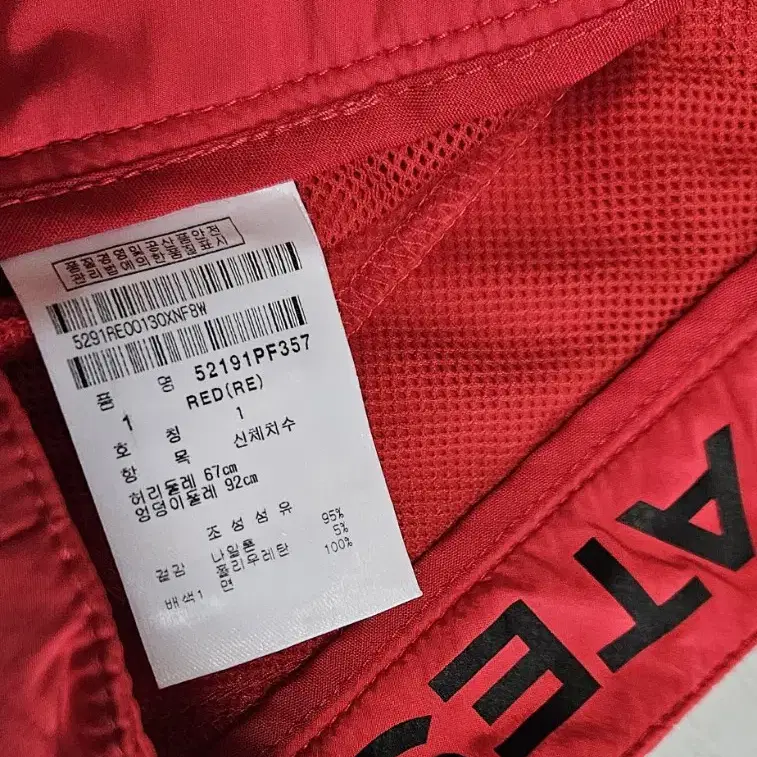 품질경영및공산품안전
관리법에의한품질표시
5291RE00130XNF8W
52191PF357
품 명
RED(RE)
1
호 칭 1
항 목 신체치수
허리둘레 67cm
엉덩이둘레 92cm
조성섬유
겉감 나일론 95%
폴리우레탄 5%
배색1 면 100%
ATES